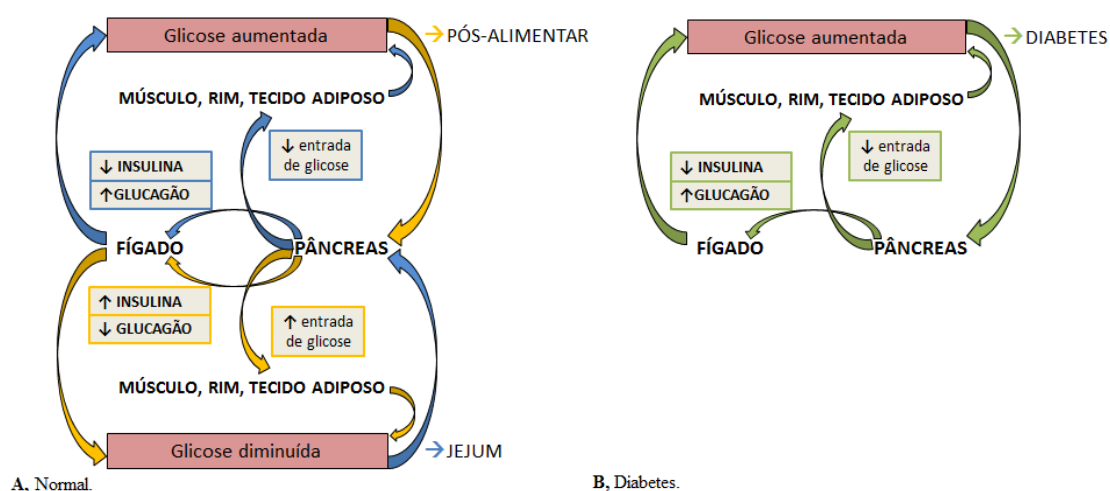 Glicose aumentada
→PÓS-ALIMENTAR
MÚSCULO, RIM, TECIDO ADIPOSO
↓ entrada
de glicose
↓ INSULINA
↑GLUCAGÃO
FÍGADO
PÂNCREAS
↑ INSULINA
↓ GLUCAGÃO
↑ entrada
de glicose
MÚSCULO, RIM, TECIDO ADIPOSO
Glicose diminuída
→JEJUM
A, Normal.
Glicose aumentada
→DIABETES
MÚSCULO, RIM, TECIDO ADIPOSO
↓ entrada
de glicose
↓ INSULINA
↑GLUCAGÃO
FÍGADO
PÂNCREAS
B, Diabetes.